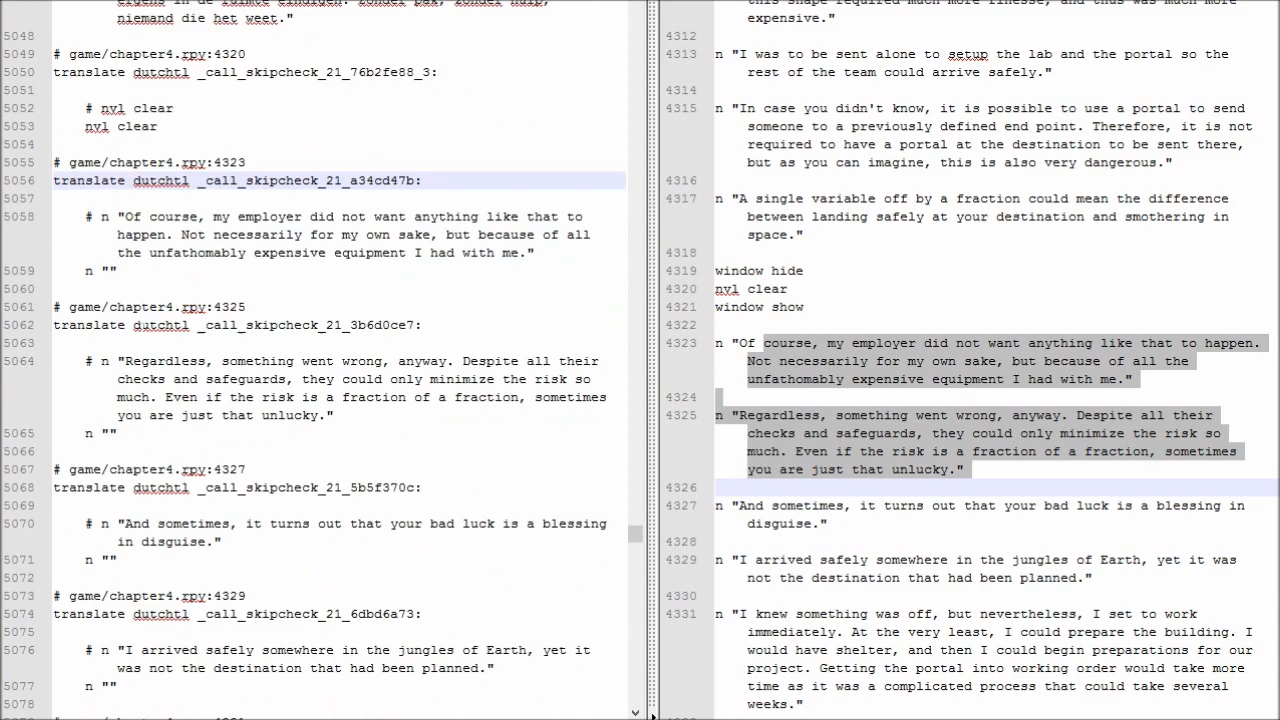 niemand die het weet."
5048
5049 # game/chapter4.rpy:4320
5050 translate dutchtl _call_skipcheck_21_76b2fe88_3:
5051
5052 # nvl clear
5053 nvl clear
5054
5055 # game/chapter4.rpy:4323
5056 translate dutchtl _call_skipcheck_21_a34cd47b:
5057
5058 # n "Of course, my employer did not want anything like that to
happen. Not necessarily for my own sake, but because of all
the unfathomably expensive equipment I had with me."
5059 n ""
5060
5061 # game/chapter4.rpy:4325
5062 translate dutchtl _call_skipcheck_21_3b6d0ce7:
5063
5064 # n "Regardless, something went wrong, anyway. Despite all their
checks and safeguards, they could only minimize the risk so
much. Even if the risk is a fraction of a fraction, sometimes
you are just that unlucky."
5065 n ""
5066
5067 # game/chapter4.rpy:4327
5068 translate dutchtl _call_skipcheck_21_5b5f370c:
5069
5070 # n "And sometimes, it turns out that your bad luck is a blessing
in disguise."
5071 n ""
5072
5073 # game/chapter4.rpy:4329
5074 translate dutchtl _call_skipcheck_21_6dbd6a73:
5075
5076 # n "I arrived safely somewhere in the jungles of Earth, yet it
was not the destination that had been planned."
5077 n ""
5078
this shape required much more finesse, and thus was much more
expensive."
4312
4313 n "I was to be sent alone to setup the lab and the portal so the
rest of the team could arrive safely."
4314
4315 n "In case you didn't know, it is possible to use a portal to send
someone to a previously defined end point. Therefore, it is not
required to have a portal at the destination to be sent there,
but as you can imagine, this is also very dangerous."
4316
4317 n "A single variable off by a fraction could mean the difference
between landing safely at your destination and smothering in
space."
4318
4319 window hide
4320 nvl clear
4321 window show
4322
4323 n "Of course, my employer did not want anything like that to happen.
Not necessarily for my own sake, but because of all the
unfathomably expensive equipment I had with me."
4324
4325 n "Regardless, something went wrong, anyway. Despite all their
checks and safeguards, they could only minimize the risk so
much. Even if the risk is a fraction of a fraction, sometimes
you are just that unlucky."
4326
4327 n "And sometimes, it turns out that your bad luck is a blessing in
disguise."
4328
4329 n "I arrived safely somewhere in the jungles of Earth, yet it was
not the destination that had been planned."
4330
4331 n "I knew something was off, but nevertheless, I set to work
immediately. At the very least, I could prepare the building. I
would have shelter, and then I could begin preparations for our
project. Getting the portal into working order would take more
time as it was a complicated process that could take several
weeks."